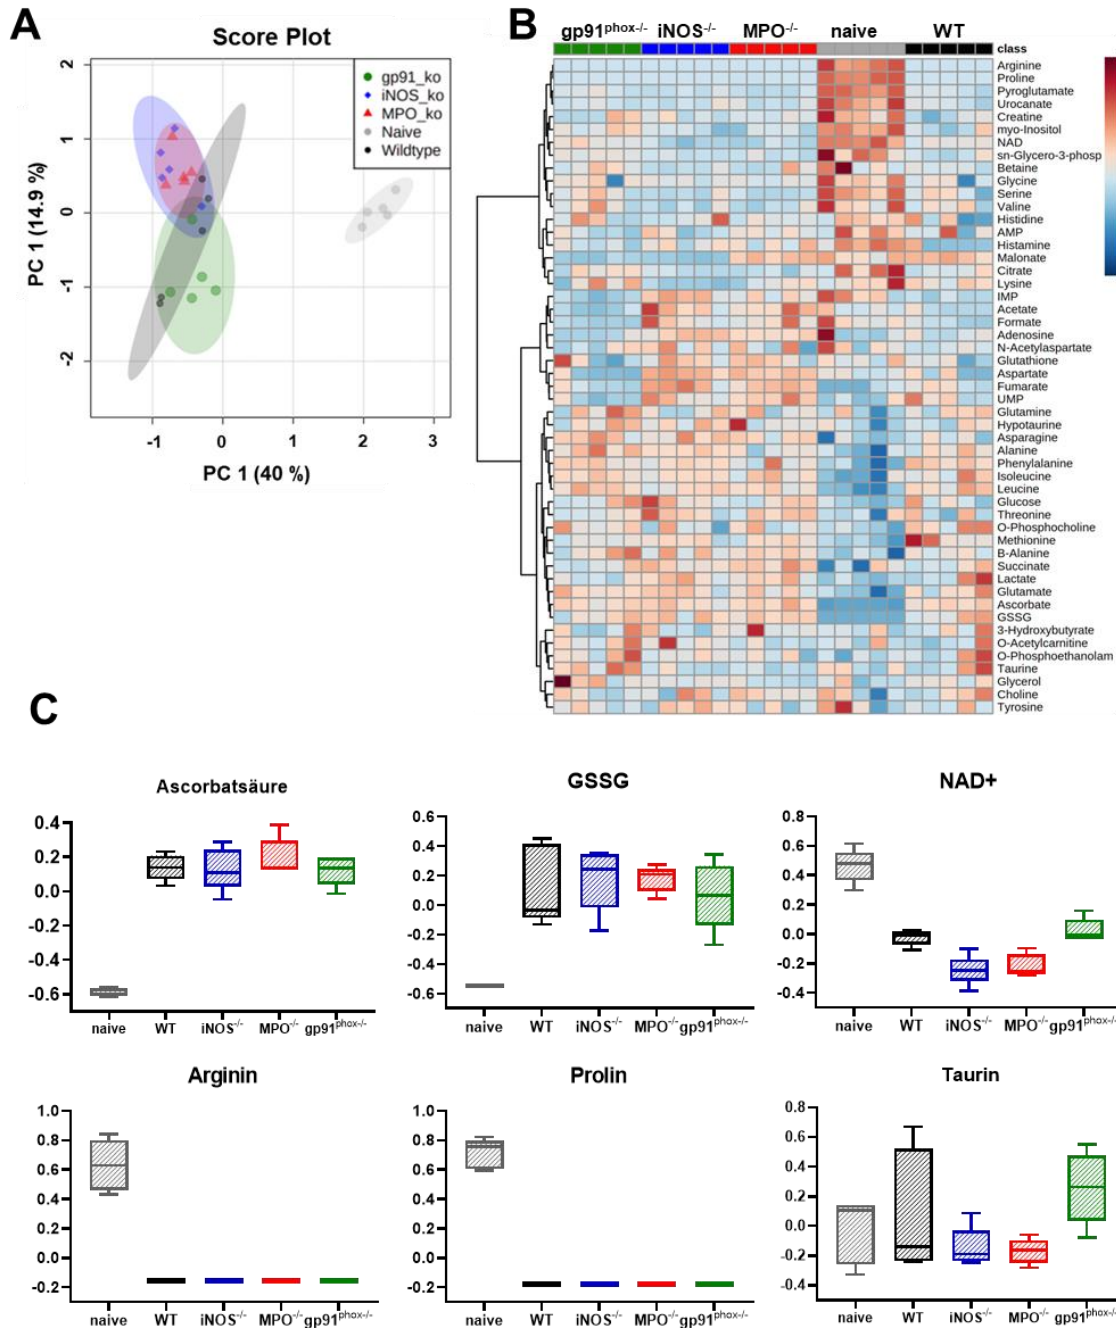 A
Score Plot
2
1
0
-1
-2
PC 1 (14.9 %)
gp91_ko
iNOS_ko
MPO_ko
Naive
Wildtype
-1 0 1 2 3
PC 1 (40 %)
B
gp91phox-/- iNOS-/- MPO-/- naive WT
class
Arginine
Proline
Pyroglutamate
Urocanate
Creatine
myo-Inositol
NAD
sn-Glycero-3-phosp
Betaine
Glycine
Serine
Valine
Histidine
AMP
Histamine
Malonate
Citrate
Lysine
IMP
Acetate
Formate
Adenosine
N-Acetylaspartate
Glutathione
Aspartate
Fumarate
UMP
Glutamine
Hypotaurine
Asparagine
Alanine
Phenylalanine
Isoleucine
Leucine
Glucose
Threonine
O-Phosphocholine
Methionine
B-Alanine
Succinate
Lactate
Glutamate
Ascorbate
GSSG
3-Hydroxybutyrate
O-Acetylcarnitine
O-Phosphoethanolam
Taurine
Glycerol
Choline
Tyrosine
C
Ascorbatsäure
0.4
0.2
0.0
-0.2
-0.4
-0.6
naive WT iNOS-/- MPO-/- gp91phox-/-
GSSG
0.6
0.4
0.2
0.0
-0.2
-0.4
-0.6
naive WT iNOS-/- MPO-/- gp91phox-/-
NAD+
0.8
0.6
0.4
0.2
0.0
-0.2
-0.4
naive WT iNOS-/- MPO-/- gp91phox-/-
Arginin
1.0
0.8
0.6
0.4
0.2
0.0
-0.2
naive WT iNOS-/- MPO-/- gp91phox-/-
Prolin
1.0
0.8
0.6
0.4
0.2
0.0
-0.2
naive WT iNOS-/- MPO-/- gp91phox-/-
Taurin
0.8
0.6
0.4
0.2
0.0
-0.2
-0.4
naive WT iNOS-/- MPO-/- gp91phox-/-